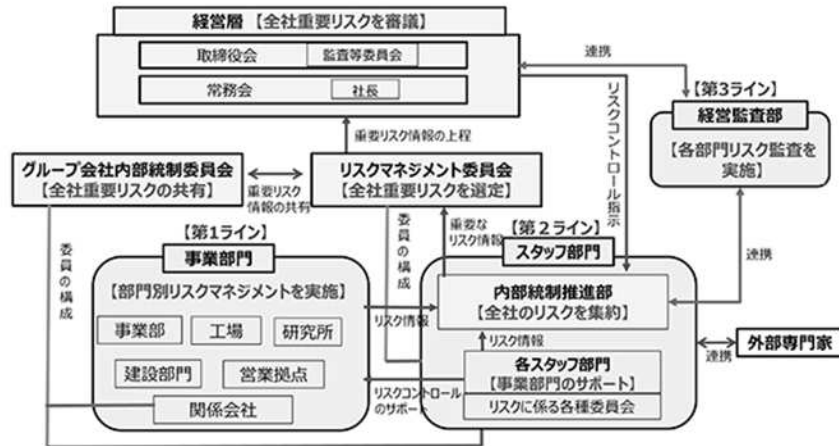 経営層【全社重要リスクを審議】
取締役会
監査等委員会
常務会
社長
連携
リスクコントロール指示
【第3ライン】
経営監査部
【各部門リスク監査を
実施】
重要リスク情報の上程
グループ会社内部統制委員会
【全社重要リスクの共有】
重要リスク
情報の共有
リスクマネジメント委員会
【全社重要リスクを選定】
委員の構成
【第1ライン】
事業部門
【部門別リスクマネジメントを実施】
事業部
工場
研究所
建設部門
営業拠点
関係会社
委員の構成
重要な
リスク情報
【第2ライン】
スタッフ部門
内部統制推進部
【全社のリスクを集約】
リスク情報
リスク情報
各スタッフ部門
【事業部門のサポート】
リスクに係る各種委員会
リスクコントロール
のサポート
連携
外部専門家
連携